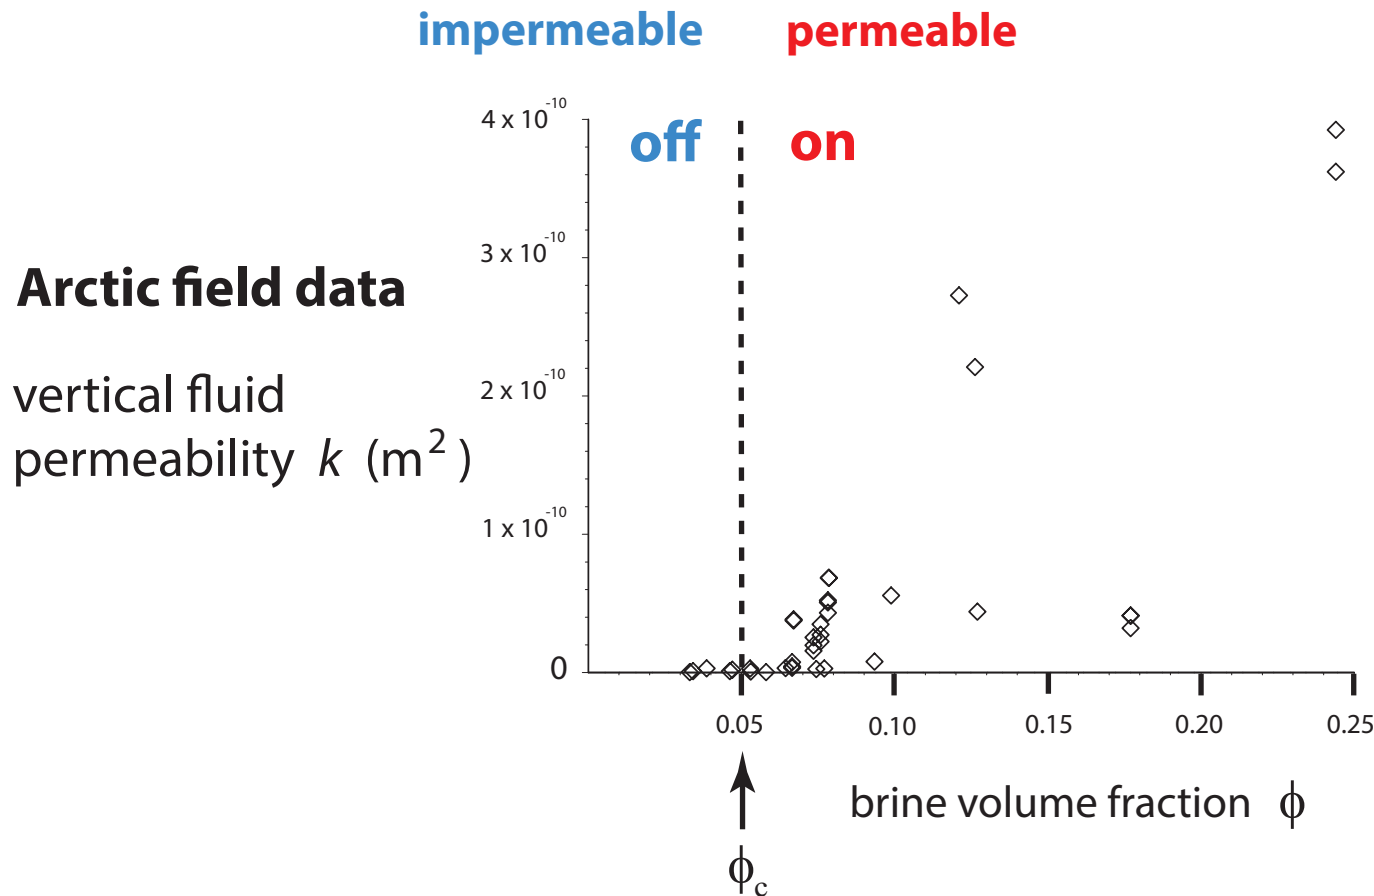 impermeable permeable
off on
4 x 10⁻¹⁰
3 x 10⁻¹⁰
2 x 10⁻¹⁰
1 x 10⁻¹⁰
0
Arctic field data
vertical fluid
permeability k (m²)
0.05 0.10 0.15 0.20 0.25
brine volume fraction ϕ
ϕc